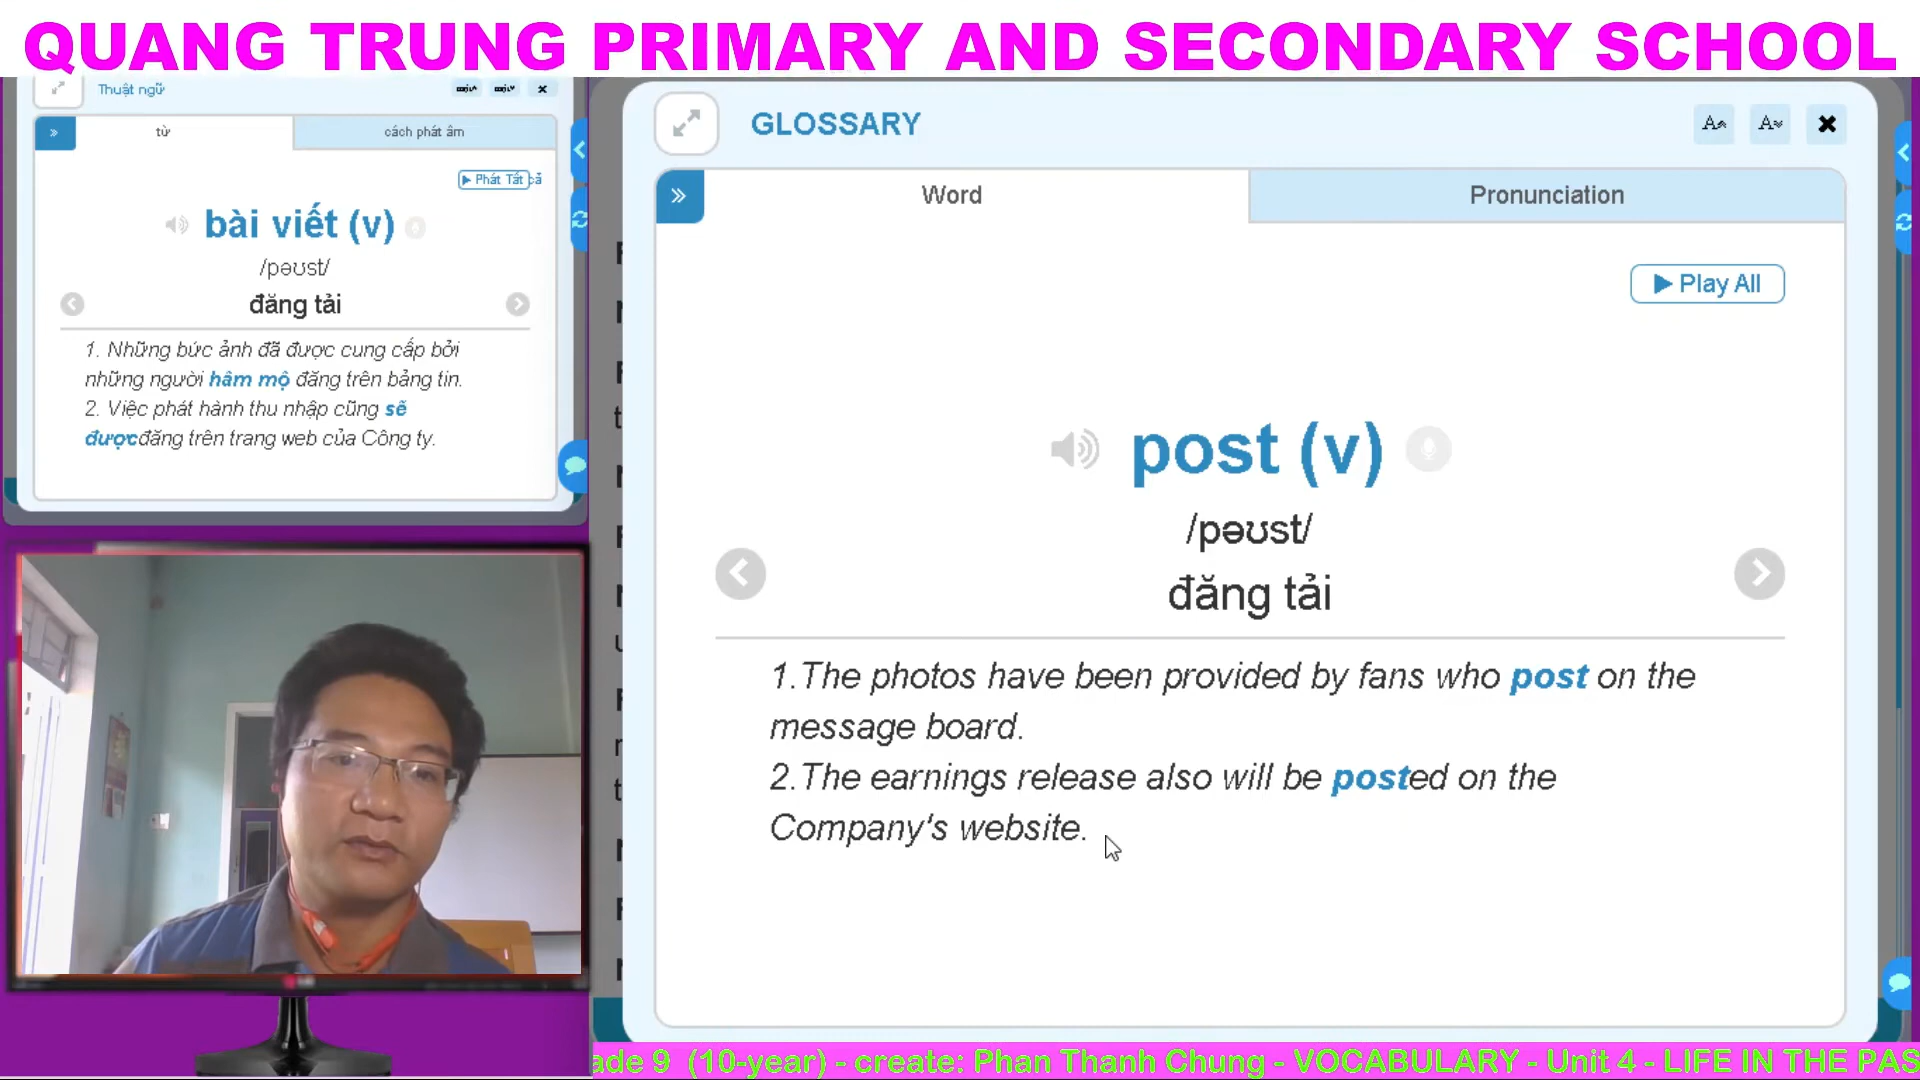 QUANG TRUNG PRIMARY AND SECONDARY SCHOOL
Thuật ngữ
từ
cách phát âm
Phát Tất cả
bài viết (v)
/pəʊst/
đăng tải
1. Những bức ảnh đã được cung cấp bởi
những người hâm mộ đăng trên bảng tin.
2. Việc phát hành thu nhập cũng sẽ
đượcđăng trên trang web của Công ty.
GLOSSARY
Word
Pronunciation
Play All
post (v)
/pəʊst/
đăng tải
1.The photos have been provided by fans who post on the
message board.
2.The earnings release also will be posted on the
Company's website.
ade 9 (10-year) - create: Phan Thanh Chung - VOCABULARY - Unit 4 - LIFE IN THE PAS